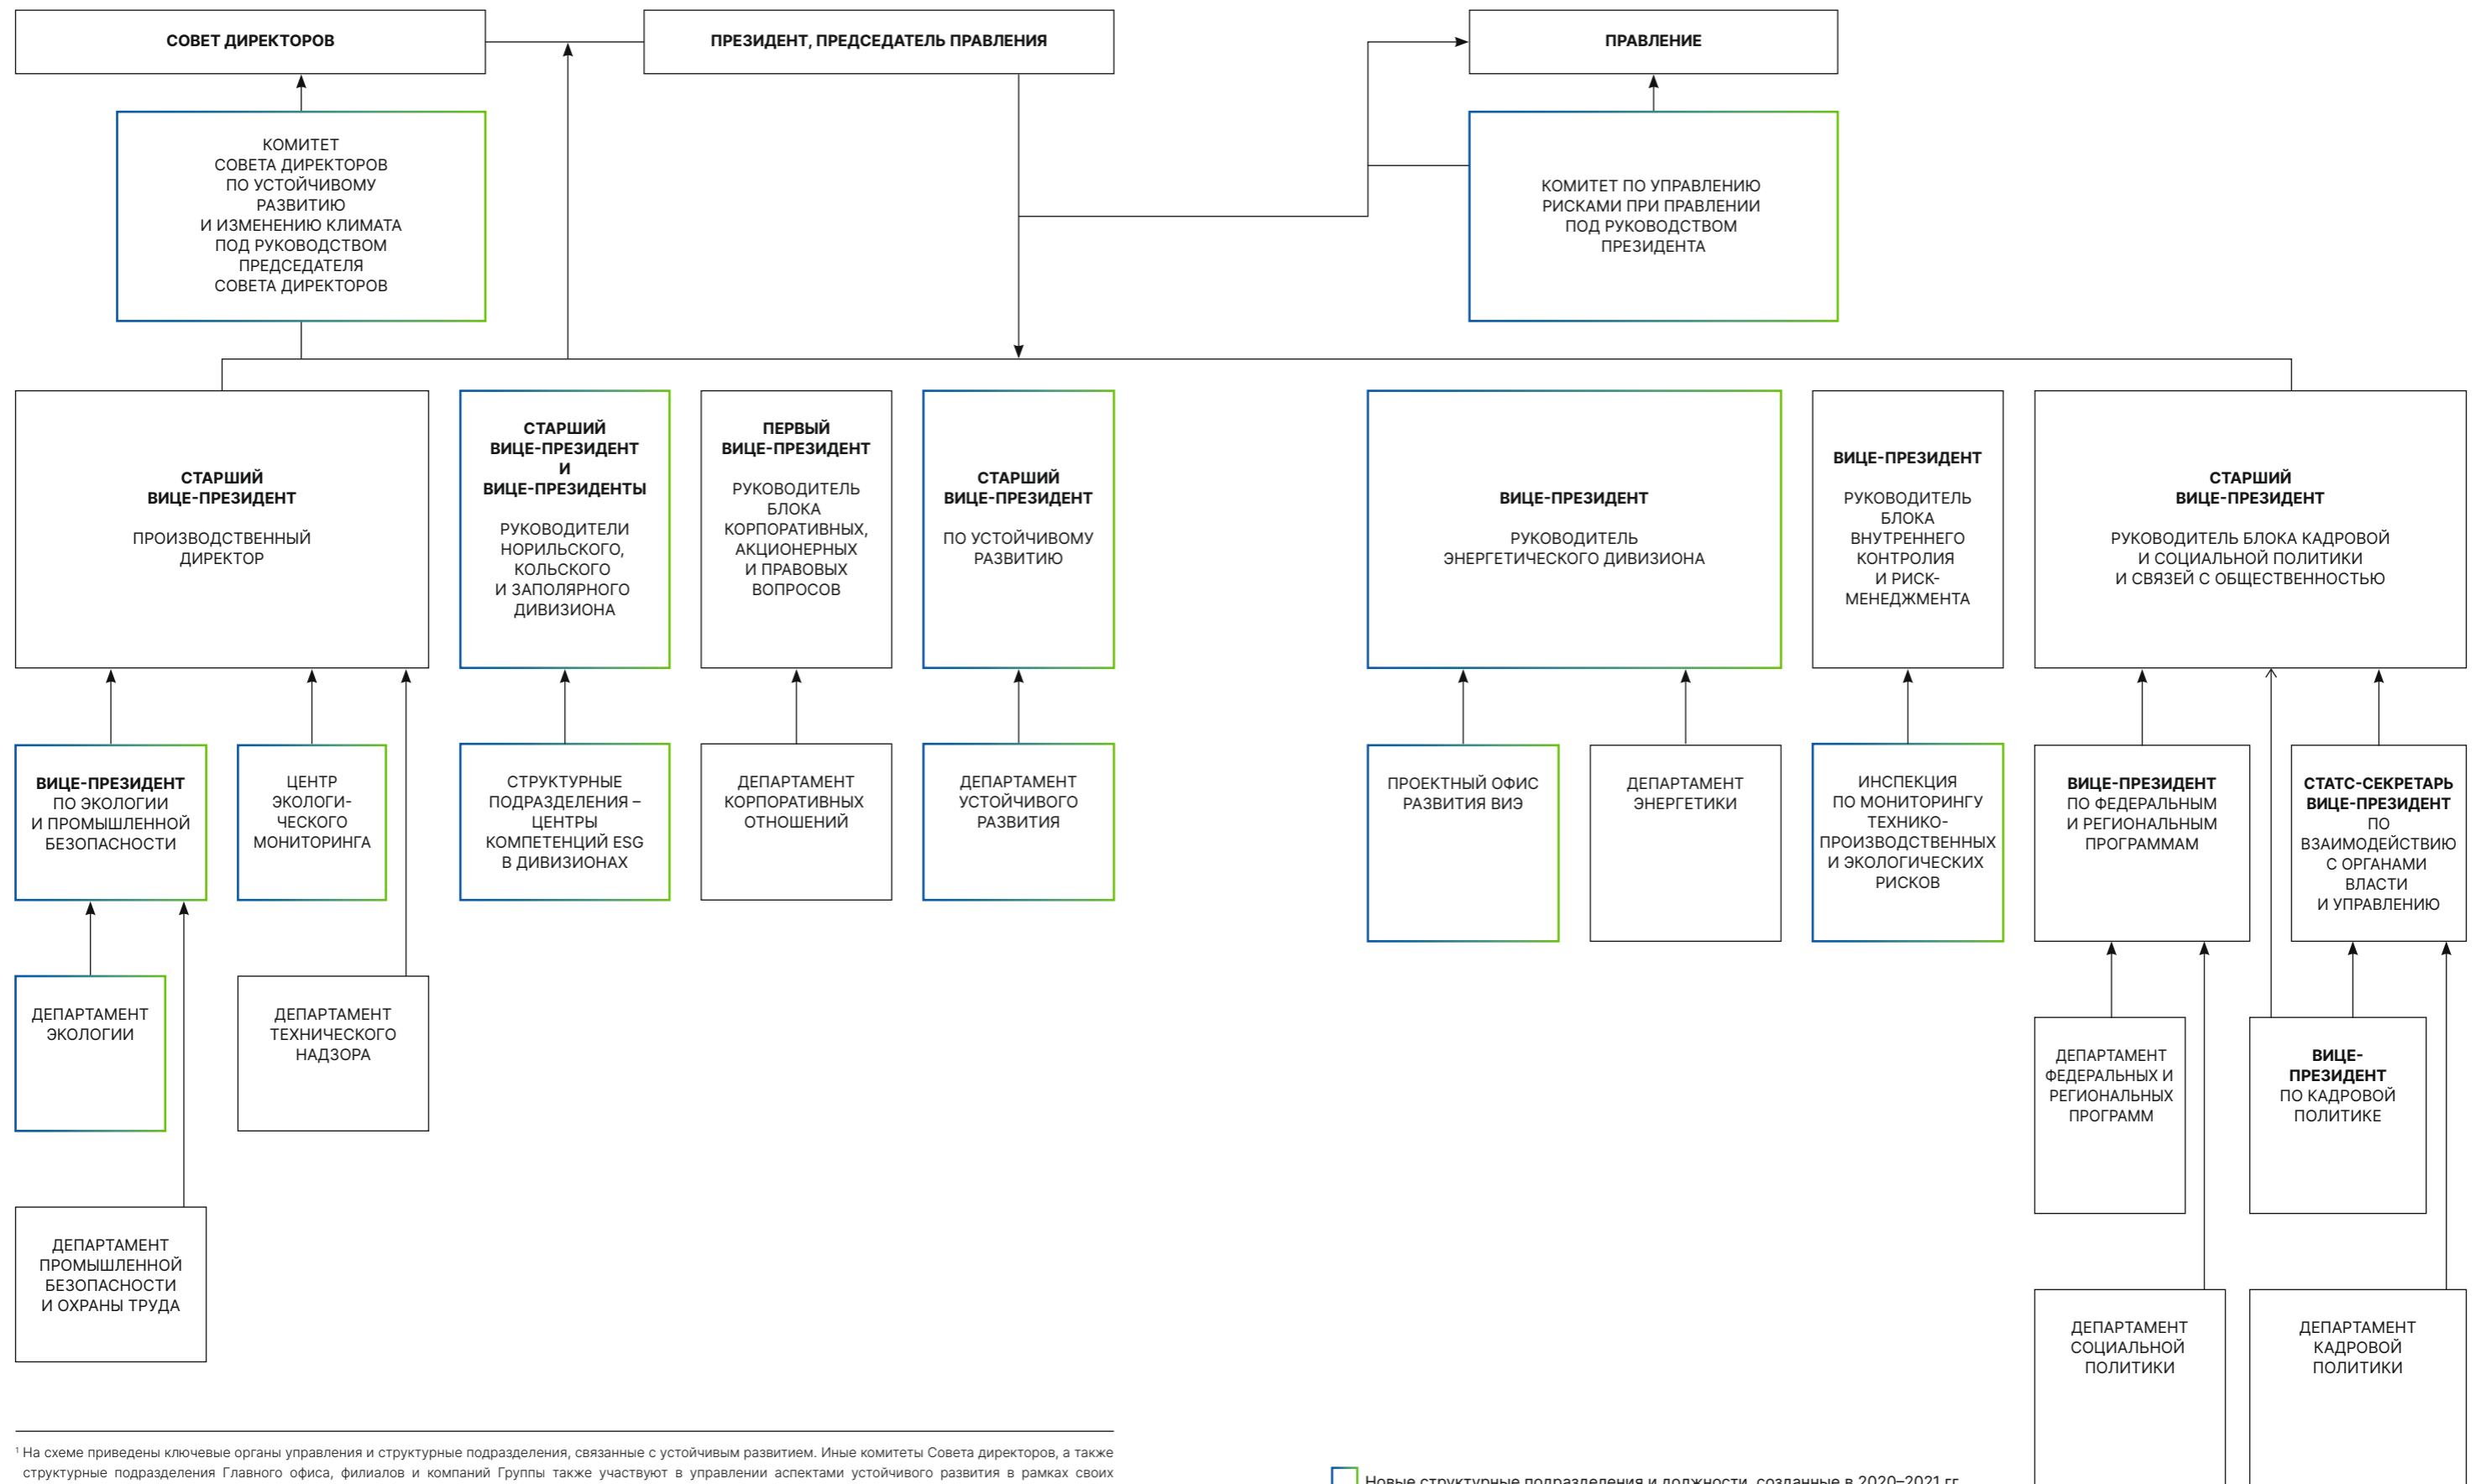 СОВЕТ ДИРЕКТОРОВ
ПРЕЗИДЕНТ, ПРЕДСЕДАТЕЛЬ ПРАВЛЕНИЯ
ПРАВЛЕНИЕ
КОМИТЕТ
СОВЕТА ДИРЕКТОРОВ
ПО УСТОЙЧИВОМУ
РАЗВИТИЮ
И ИЗМЕНЕНИЮ КЛИМАТА
ПОД РУКОВОДСТВОМ
ПРЕДСЕДАТЕЛЯ
СОВЕТА ДИРЕКТОРОВ
КОМИТЕТ ПО УПРАВЛЕНИЮ
РИСКАМИ ПРИ ПРАВЛЕНИИ
ПОД РУКОВОДСТВОМ
ПРЕЗИДЕНТА
СТАРШИЙ
ВИЦЕ-ПРЕЗИДЕНТ
ПРОИЗВОДСТВЕННЫЙ
ДИРЕКТОР
СТАРШИЙ
ВИЦЕ-ПРЕЗИДЕНТ
И
ВИЦЕ-ПРЕЗИДЕНТЫ
РУКОВОДИТЕЛИ
НОРИЛЬСКОГО,
КОЛЬСКОГО
И ЗАПОЛЯРНОГО
ДИВИЗИОНА
ПЕРВЫЙ
ВИЦЕ-ПРЕЗИДЕНТ
РУКОВОДИТЕЛЬ
БЛОКА
КОРПОРАТИВНЫХ,
АКЦИОНЕРНЫХ
И ПРАВОВЫХ
ВОПРОСОВ
СТАРШИЙ
ВИЦЕ-ПРЕЗИДЕНТ
ПО УСТОЙЧИВОМУ
РАЗВИТИЮ
ВИЦЕ-ПРЕЗИДЕНТ
РУКОВОДИТЕЛЬ
ЭНЕРГЕТИЧЕСКОГО ДИВИЗИОНА
ВИЦЕ-ПРЕЗИДЕНТ
РУКОВОДИТЕЛЬ
БЛОКА
ВНУТРЕННЕГО
КОНТРОЛИЯ
И РИСК-
МЕНЕДЖМЕНТА
СТАРШИЙ
ВИЦЕ-ПРЕЗИДЕНТ
РУКОВОДИТЕЛЬ БЛОКА КАДРОВОЙ
И СОЦИАЛЬНОЙ ПОЛИТИКИ
И СВЯЗЕЙ С ОБЩЕСТВЕННОСТЬЮ
ВИЦЕ-ПРЕЗИДЕНТ
ПО ЭКОЛОГИИ
И ПРОМЫШЛЕННОЙ
БЕЗОПАСНОСТИ
ЦЕНТР
ЭКОЛОГИ-
ЧЕСКОГО
МОНИТОРИНГА
СТРУКТУРНЫЕ
ПОДРАЗДЕЛЕНИЯ –
ЦЕНТРЫ
КОМПЕТЕНЦИЙ ESG
В ДИВИЗИОНАХ
ДЕПАРТАМЕНТ
КОРПОРАТИВНЫХ
ОТНОШЕНИЙ
ДЕПАРТАМЕНТ
УСТОЙЧИВОГО
РАЗВИТИЯ
ПРОЕКТНЫЙ ОФИС
РАЗВИТИЯ ВИЭ
ДЕПАРТАМЕНТ
ЭНЕРГЕТИКИ
ИНСПЕКЦИЯ
ПО МОНИТОРИНГУ
ТЕХНИКО-
ПРОИЗВОДСТВЕННЫХ
И ЭКОЛОГИЧЕСКИХ
РИСКОВ
ВИЦЕ-ПРЕЗИДЕНТ
ПО ФЕДЕРАЛЬНЫМ
И РЕГИОНАЛЬНЫМ
ПРОГРАММАМ
СТАТС-СЕКРЕТАРЬ
ВИЦЕ-ПРЕЗИДЕНТ
ПО
ВЗАИМОДЕЙСТВИЮ
С ОРГАНАМИ
ВЛАСТИ
И УПРАВЛЕНИЮ
ДЕПАРТАМЕНТ
ЭКОЛОГИИ
ДЕПАРТАМЕНТ
ТЕХНИЧЕСКОГО
НАДЗОРА
ДЕПАРТАМЕНТ
ФЕДЕРАЛЬНЫХ И
РЕГИОНАЛЬНЫХ
ПРОГРАММ
ВИЦЕ-
ПРЕЗИДЕНТ
ПО КАДРОВОЙ
ПОЛИТИКЕ
ДЕПАРТАМЕНТ
ПРОМЫШЛЕННОЙ
БЕЗОПАСНОСТИ
И ОХРАНЫ ТРУДА
ДЕПАРТАМЕНТ
СОЦИАЛЬНОЙ
ПОЛИТИКИ
ДЕПАРТАМЕНТ
КАДРОВОЙ
ПОЛИТИКИ
¹ На схеме приведены ключевые органы управления и структурные подразделения, связанные с устойчивым развитием. Иные комитеты Совета директоров, а также
структурные подразделения Главного офиса, филиалов и компаний Группы также участвуют в управлении аспектами устойчивого развития в рамках своих
Новые структурные подразделения и должности, созданные в 2020–2021 гг.